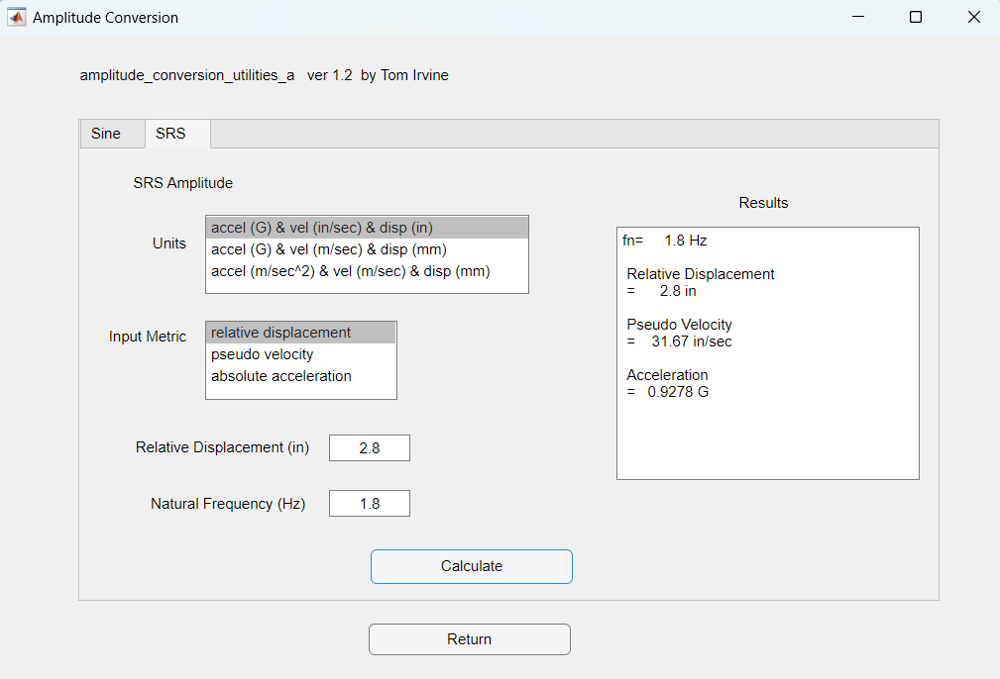 Amplitude Conversion
amplitude_conversion_utilities_a ver 1.2 by Tom Irvine
Sine SRS
SRS Amplitude
Units
accel (G) & vel (in/sec) & disp (in)
accel (G) & vel (m/sec) & disp (mm)
accel (m/sec^2) & vel (m/sec) & disp (mm)
Input Metric
relative displacement
pseudo velocity
absolute acceleration
Relative Displacement (in) 2.8
Natural Frequency (Hz) 1.8
Calculate
Results
fn= 1.8 Hz
Relative Displacement
= 2.8 in
Pseudo Velocity
= 31.67 in/sec
Acceleration
= 0.9278 G
Return